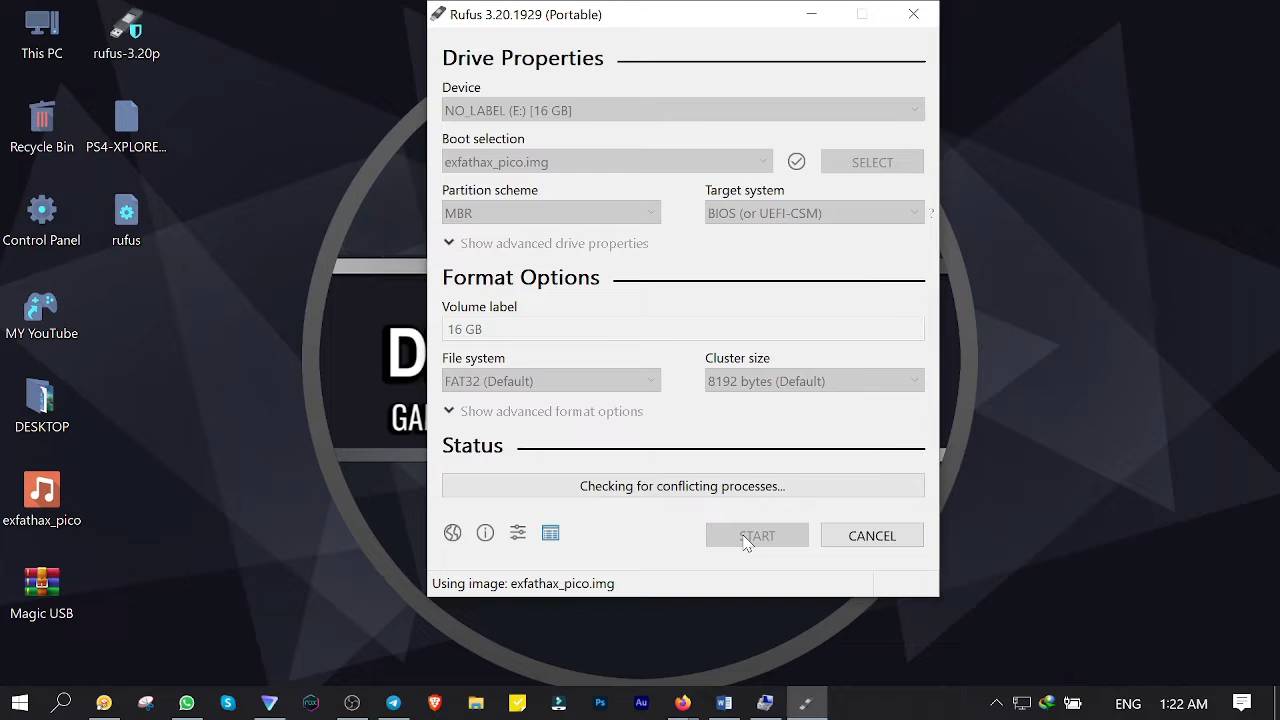 This PC
rufus-3.20p
Recycle Bin
PS4-XPLORE...
Control Panel
rufus
MY YouTube
DESKTOP
exfathax_pico
Magic USB
D
GA
Rufus 3.20.1929 (Portable)
Drive Properties
Device
NO_LABEL (E:) [16 GB]
Boot selection
exfathax_pico.img
SELECT
Partition scheme
Target system
MBR
BIOS (or UEFI-CSM)
?
Show advanced drive properties
Format Options
Volume label
16 GB
File system
Cluster size
FAT32 (Default)
8192 bytes (Default)
Show advanced format options
Status
Checking for conflicting processes...
START
CANCEL
Using image: exfathax_pico.img
Ps
Au
ENG
1:22 AM